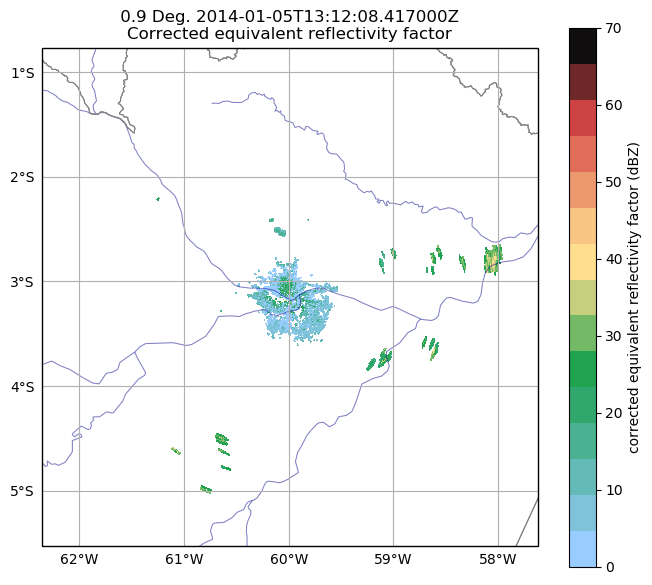 0.9 Deg. 2014-01-05T13:12:08.417000Z
Corrected equivalent reflectivity factor
1°S
2°S
3°S
4°S
5°S
62°W
61°W
60°W
59°W
58°W
70
60
50
40
30
20
10
0
corrected equivalent reflectivity factor (dBZ)